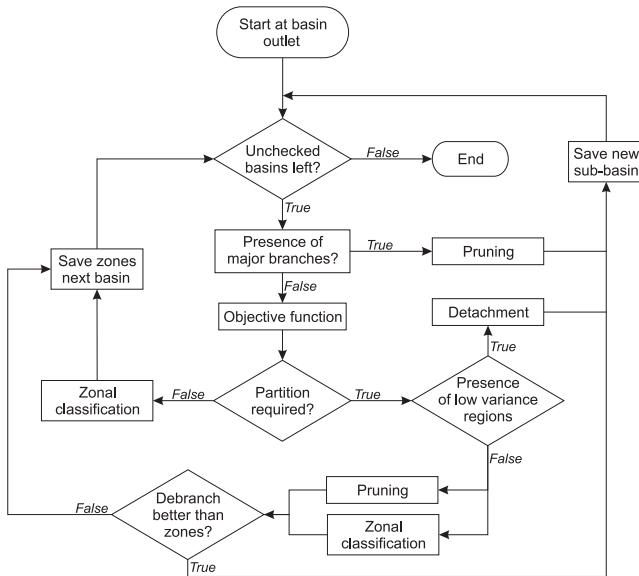 Start at basin
outlet
Unchecked
basins left?
False
End
Save new
sub-basin
True
Save zones
next basin
Presence of
major branches?
True
Pruning
False
Objective function
Detachment
True
Zonal
classification
False
Partition
required?
True
Presence
of low variance
regions
False
Pruning
Debranch
better than
zones?
False
Zonal
classification
True